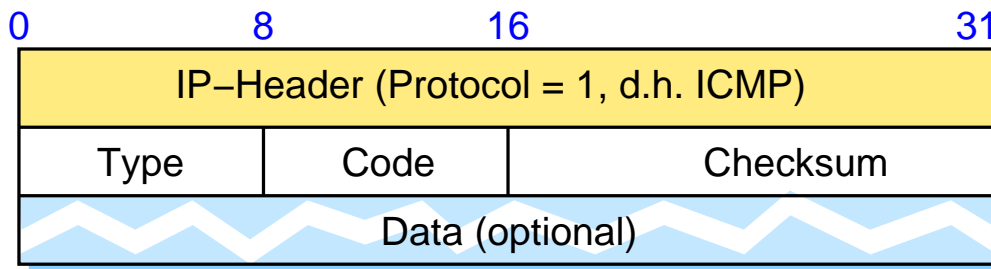 0 8 16 31
IP–Header (Protocol = 1, d.h. ICMP)
Type Code Checksum
Data (optional)